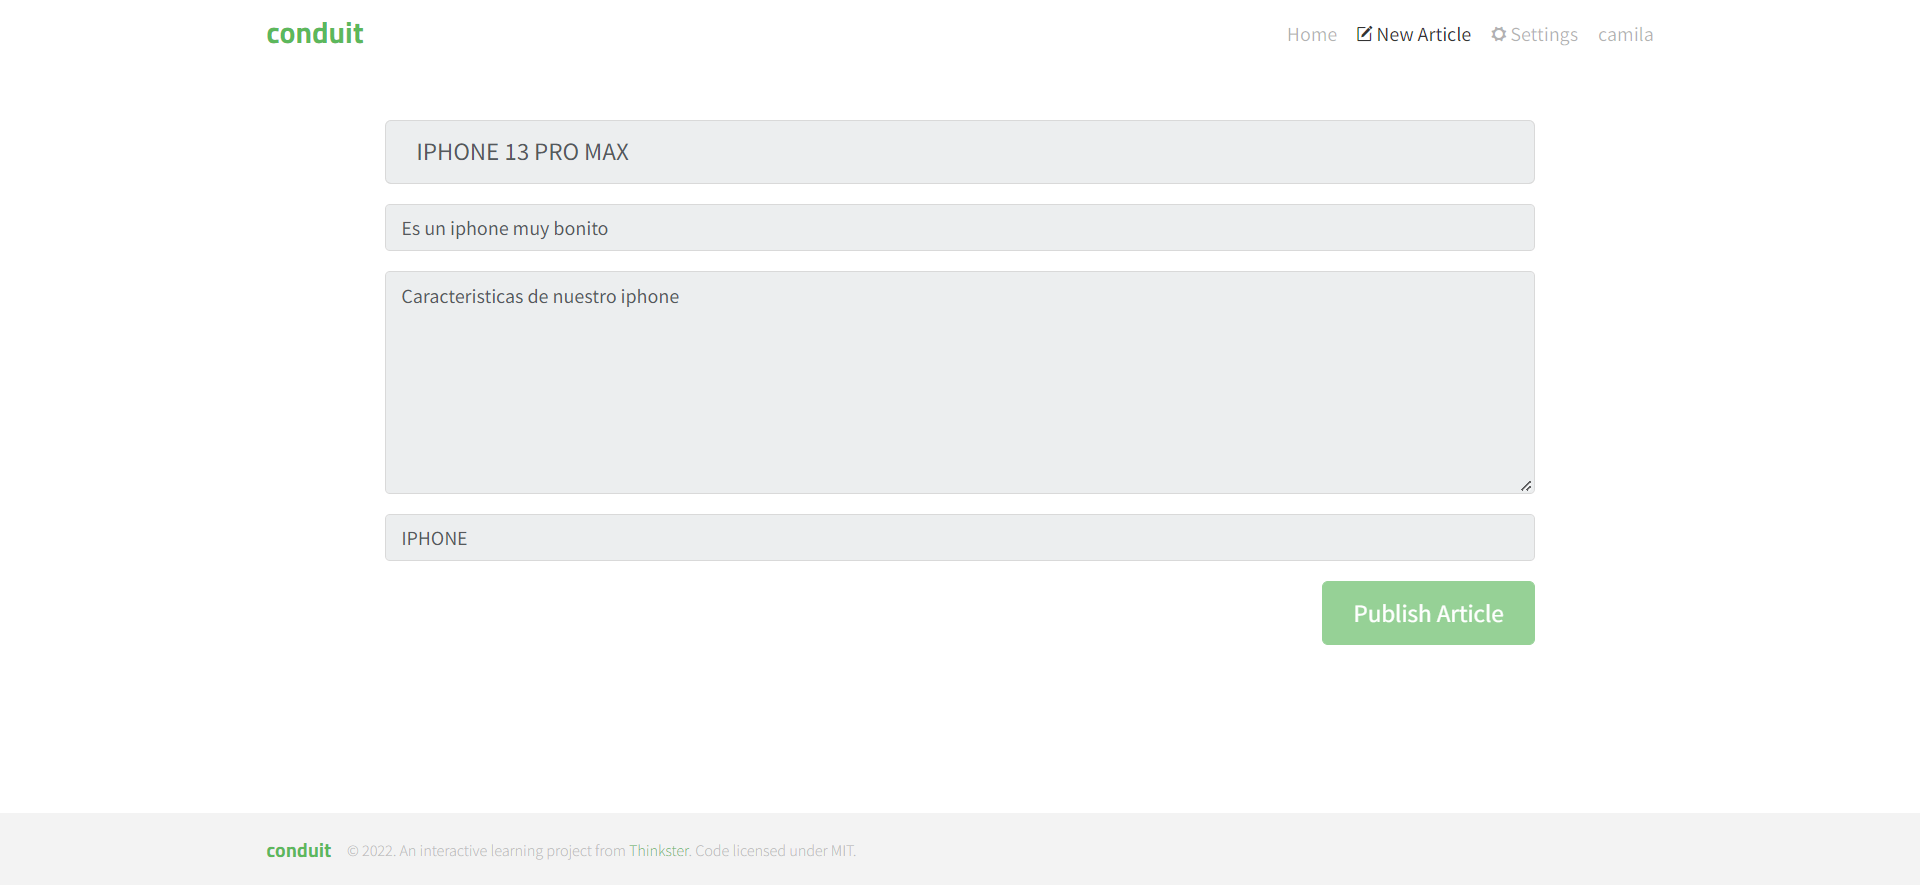 conduit
Home New Article Settings camila
IPHONE 13 PRO MAX
Es un iphone muy bonito
Caracteristicas de nuestro iphone
IPHONE
Publish Article
conduit © 2022. An interactive learning project from Thinkster. Code licensed under MIT.